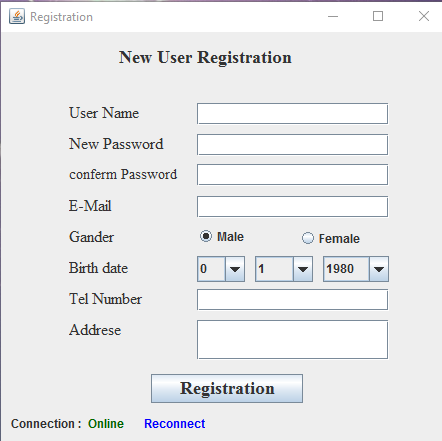 Registration
New User Registration
User Name
New Password
conferm Password
E-Mail
Gander Male Female
Birth date 0 1 1980
Tel Number
Addrese
Registration
Connection : Online Reconnect